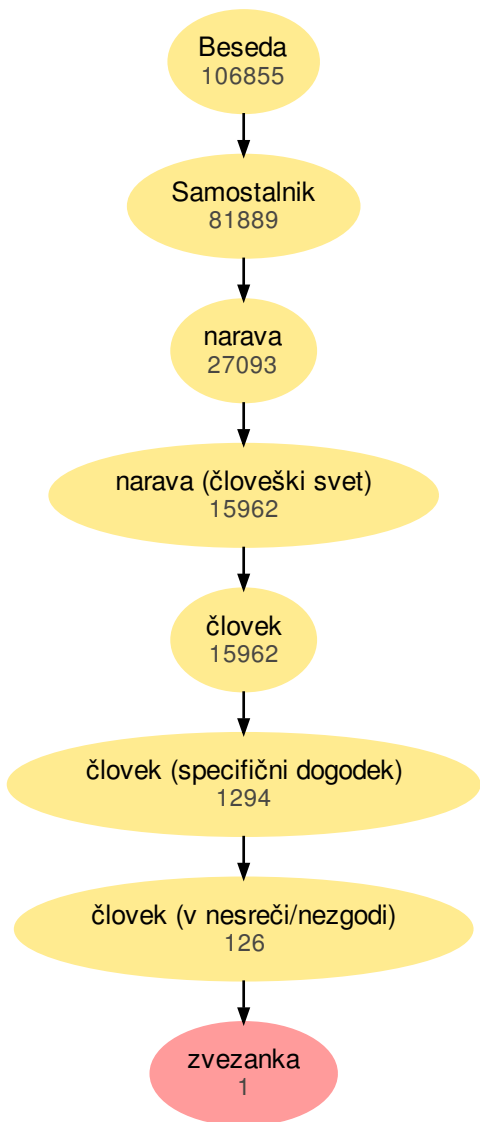 Beseda
106855
Samostalnik
81889
narava
27093
narava (človeški svet)
15962
človek
15962
človek (specifični dogodek)
1294
človek (v nesreči/nezgodi)
126
zvezanka
1